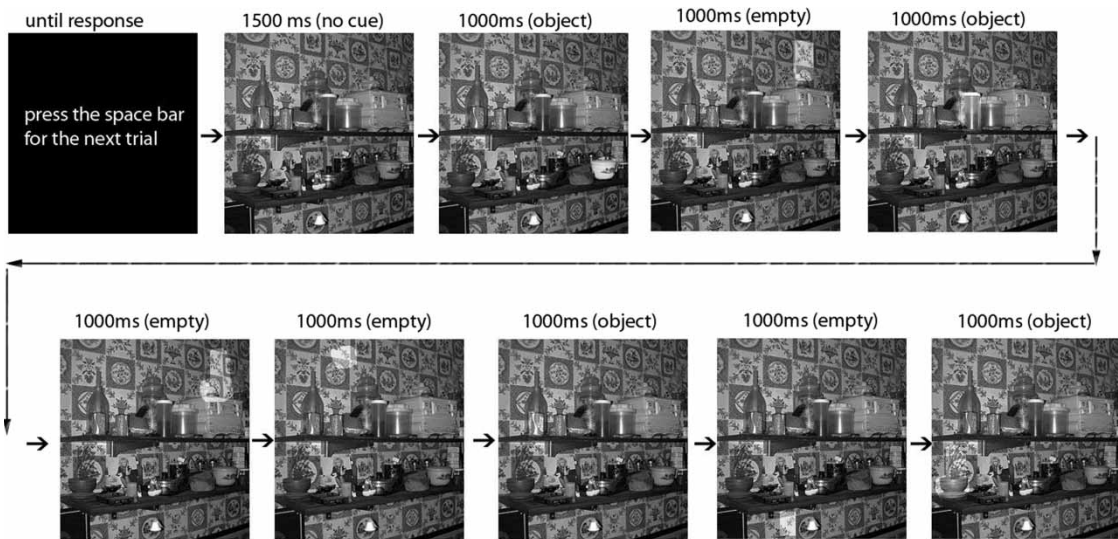 until response
1500 ms (no cue)
1000ms (object)
1000ms (empty)
1000ms (object)
press the space bar
for the next trial
1000ms (empty)
1000ms (empty)
1000ms (object)
1000ms (empty)
1000ms (object)